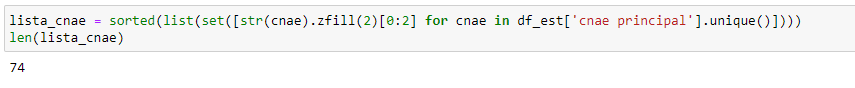 lista_cnae = sorted(list(set([str(cnae).zfill(2)[0:2] for cnae in df_est['cnae principal'].unique()])))
len(lista_cnae)
74